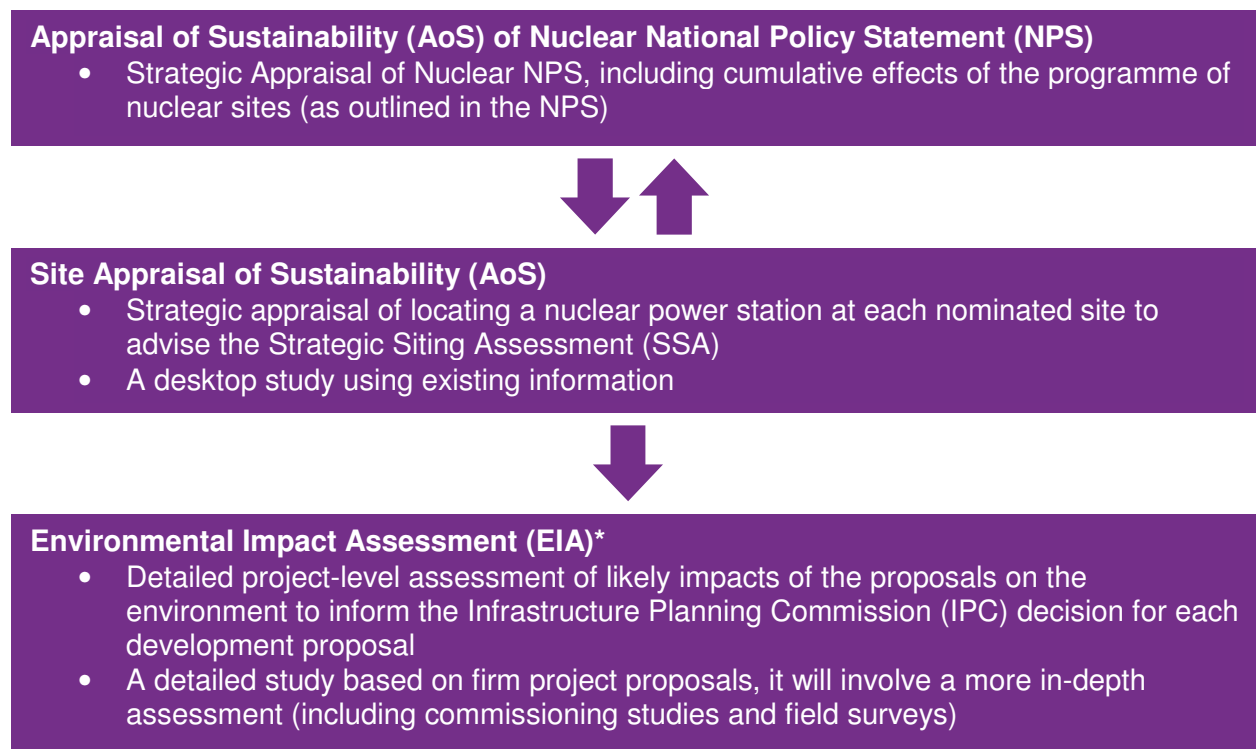 Appraisal of Sustainability (AoS) of Nuclear National Policy Statement (NPS)
• Strategic Appraisal of Nuclear NPS, including cumulative effects of the programme of
nuclear sites (as outlined in the NPS)
Site Appraisal of Sustainability (AoS)
• Strategic appraisal of locating a nuclear power station at each nominated site to
advise the Strategic Siting Assessment (SSA)
• A desktop study using existing information
Environmental Impact Assessment (EIA)*
• Detailed project-level assessment of likely impacts of the proposals on the
environment to inform the Infrastructure Planning Commission (IPC) decision for each
development proposal
• A detailed study based on firm project proposals, it will involve a more in-depth
assessment (including commissioning studies and field surveys)